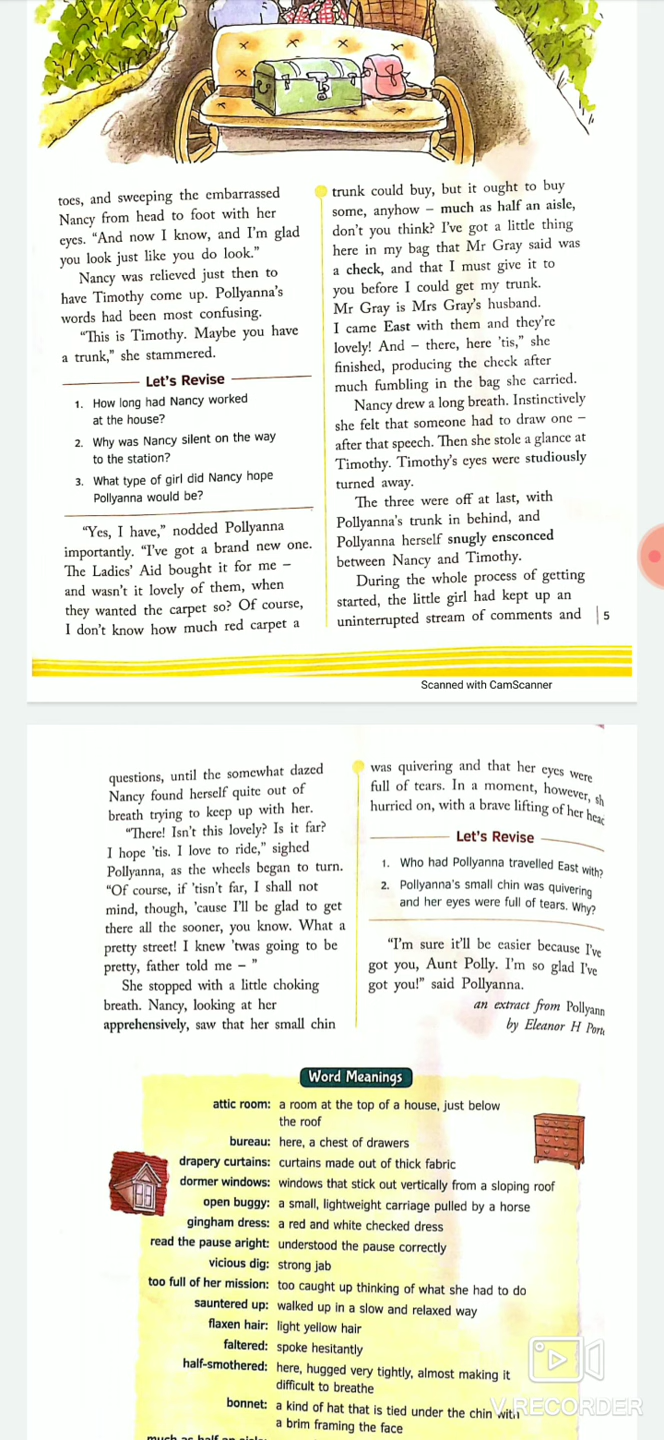 toes, and sweeping the embarrassed
Nancy from head to foot with her
eyes. “And now I know, and I’m glad
you look just like you do look.”
Nancy was relieved just then to
have Timothy come up. Pollyanna’s
words had been most confusing.
“This is Timothy. Maybe you have
a trunk,” she stammered.
Let’s Revise
1. How long had Nancy worked
at the house?
2. Why was Nancy silent on the way
to the station?
3. What type of girl did Nancy hope
Pollyanna would be?
“Yes, I have,” nodded Pollyanna
importantly. “I’ve got a brand new one.
The Ladies’ Aid bought it for me –
and wasn’t it lovely of them, when
they wanted the carpet so? Of course,
I don’t know how much red carpet a
trunk could buy, but it ought to buy
some, anyhow – much as half an aisle,
don’t you think? I’ve got a little thing
here in my bag that Mr Gray said was
a check, and that I must give it to
you before I could get my trunk.
Mr Gray is Mrs Gray’s husband.
I came East with them and they’re
lovely! And – there, here ’tis,” she
finished, producing the check after
much fumbling in the bag she carried.
Nancy drew a long breath. Instinctively
she felt that someone had to draw one –
after that speech. Then she stole a glance at
Timothy. Timothy’s eyes were studiously
turned away.
The three were off at last, with
Pollyanna’s trunk in behind, and
Pollyanna herself snugly ensconced
between Nancy and Timothy.
During the whole process of getting
started, the little girl had kept up an
uninterrupted stream of comments and
5
Scanned with CamScanner
questions, until the somewhat dazed
Nancy found herself quite out of
breath trying to keep up with her.
“There! Isn’t this lovely? Is it far?
I hope ’tis. I love to ride,” sighed
Pollyanna, as the wheels began to turn.
“Of course, if ’tisn’t far, I shall not
mind, though, ’cause I’ll be glad to get
there all the sooner, you know. What a
pretty street! I knew ’twas going to be
pretty, father told me – ”
She stopped with a little choking
breath. Nancy, looking at her
apprehensively, saw that her small chin
was quivering and that her eyes were
full of tears. In a moment, however, sh
hurried on, with a brave lifting of her head
Let’s Revise
1. Who had Pollyanna travelled East with?
2. Pollyanna’s small chin was quivering
and her eyes were full of tears. Why?
“I’m sure it’ll be easier because I’ve
got you, Aunt Polly. I’m so glad I’ve
got you!” said Pollyanna.
an extract from Pollyann
by Eleanor H Port
Word Meanings
attic room: a room at the top of a house, just below
the roof
bureau: here, a chest of drawers
drapery curtains: curtains made out of thick fabric
dormer windows: windows that stick out vertically from a sloping roof
open buggy: a small, lightweight carriage pulled by a horse
gingham dress: a red and white checked dress
read the pause aright: understood the pause correctly
vicious dig: strong jab
too full of her mission: too caught up thinking of what she had to do
sauntered up: walked up in a slow and relaxed way
flaxen hair: light yellow hair
faltered: spoke hesitantly
half-smothered: here, hugged very tightly, almost making it
difficult to breathe
bonnet: a kind of hat that is tied under the chin with
a brim framing the face
much as half an aisle:
V RECORDER